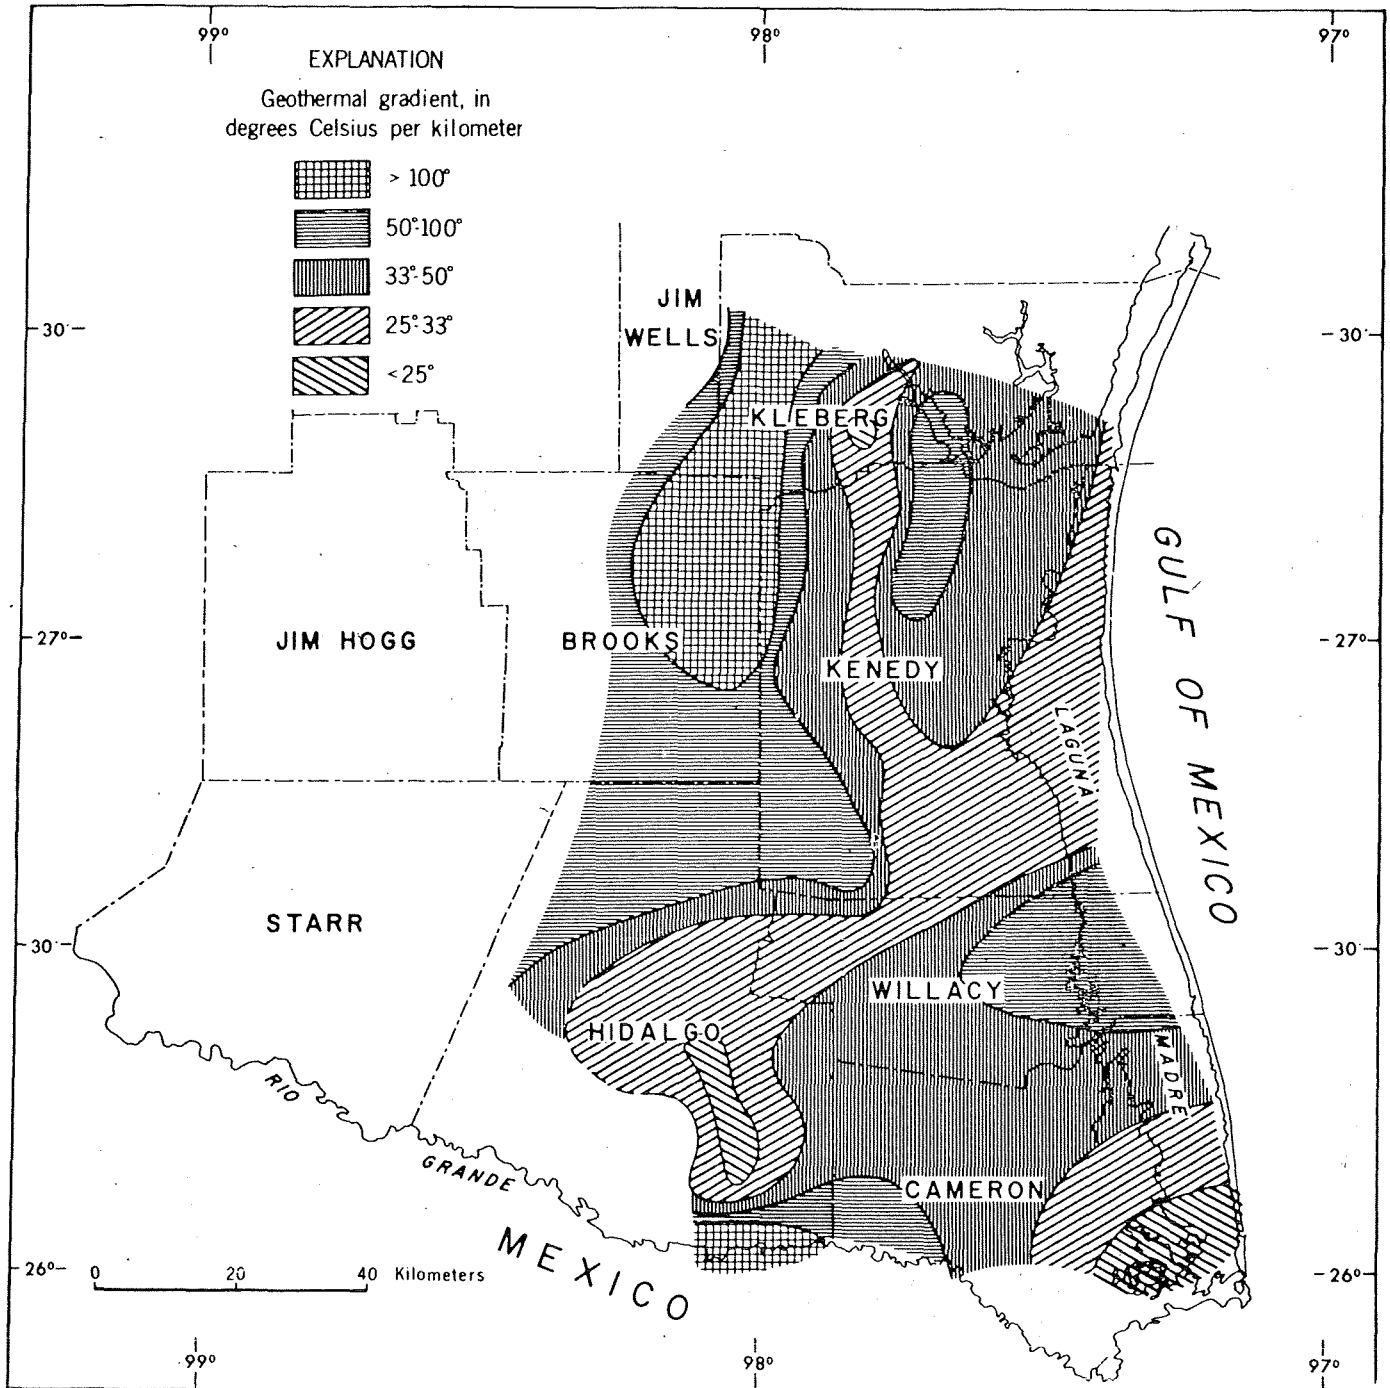 99° 98° 97°
EXPLANATION
Geothermal gradient, in
degrees Celsius per kilometer
> 100°
50°-100°
33°-50°
25°-33°
<25°
30' 30'
JIM
WELLS
KLEBERG
GULF OF MEXICO
27° 27°
JIM HOGG
BROOKS
KENEDY
LAGUNA
STARR
30' 30'
WILLACY
HIDALGO
MADRE
RIO
GRANDE
CAMERON
MEXICO
26° 26°
0 20 40 Kilometers
99° 98° 97°